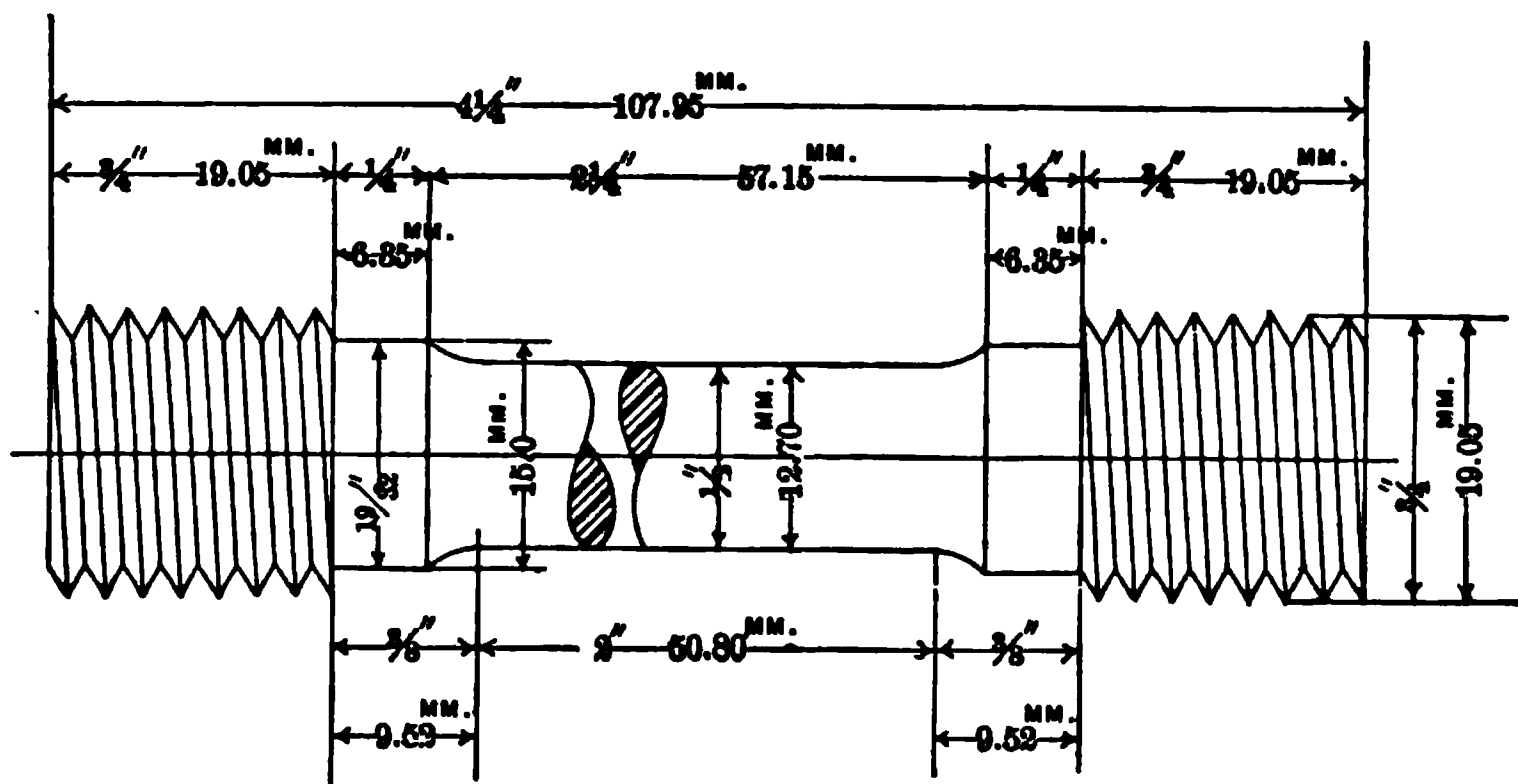 4¼″ 107.95 MM.
¾″ 19.05 MM. ¼″ 2¼″ 57.15 MM. ¼″ ¾″ 19.05 MM.
6.35 MM. 6.35 MM.
19/32″ 15.0 MM. ½″ 12.70 MM. ¾″ 19.05 MM.
⅜″ 2″ 50.80 MM. ⅜″
9.52 MM. 9.52 MM.